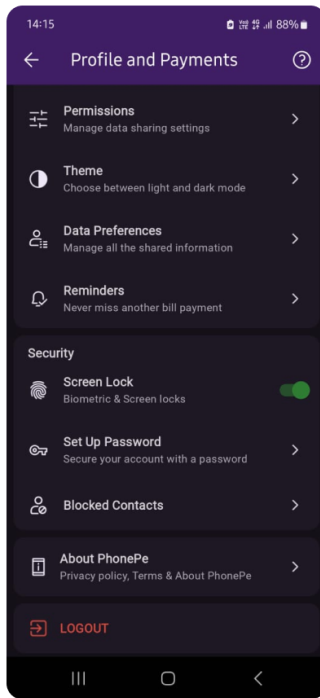 14:15
88%
Profile and Payments
Permissions
Manage data sharing settings
Theme
Choose between light and dark mode
Data Preferences
Manage all the shared information
Reminders
Never miss another bill payment
Security
Screen Lock
Biometric & Screen locks
Set Up Password
Secure your account with a password
Blocked Contacts
About PhonePe
Privacy policy, Terms & About PhonePe
LOGOUT